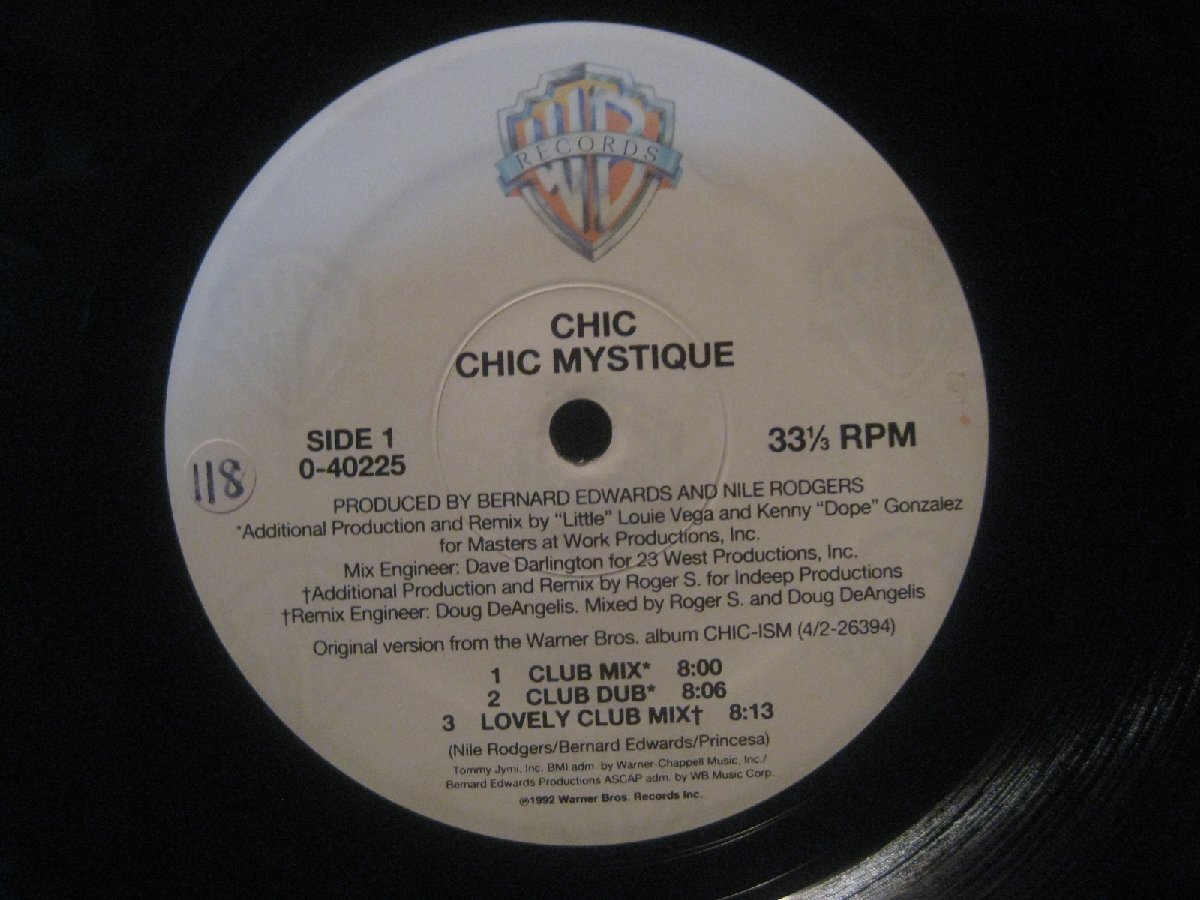 WB
RECORDS
CHIC
CHIC MYSTIQUE
SIDE 1
0-40225
33⅓ RPM
118
PRODUCED BY BERNARD EDWARDS AND NILE RODGERS
*Additional Production and Remix by "Little" Louie Vega and Kenny "Dope" Gonzalez
for Masters at Work Productions, Inc.
Mix Engineer: Dave Darlington for 23 West Productions, Inc.
†Additional Production and Remix by Roger S. for Indeep Productions
†Remix Engineer: Doug DeAngelis. Mixed by Roger S. and Doug DeAngelis
Original version from the Warner Bros. album CHIC-ISM (4/2-26394)
1 CLUB MIX* 8:00
2 CLUB DUB* 8:06
3 LOVELY CLUB MIX† 8:13
(Nile Rodgers/Bernard Edwards/Princesa)
Tommy Jymi, Inc. BMI adm. by Warner-Chappell Music, Inc./
Bernard Edwards Productions ASCAP adm. by WB Music Corp.
℗1992 Warner Bros. Records Inc.